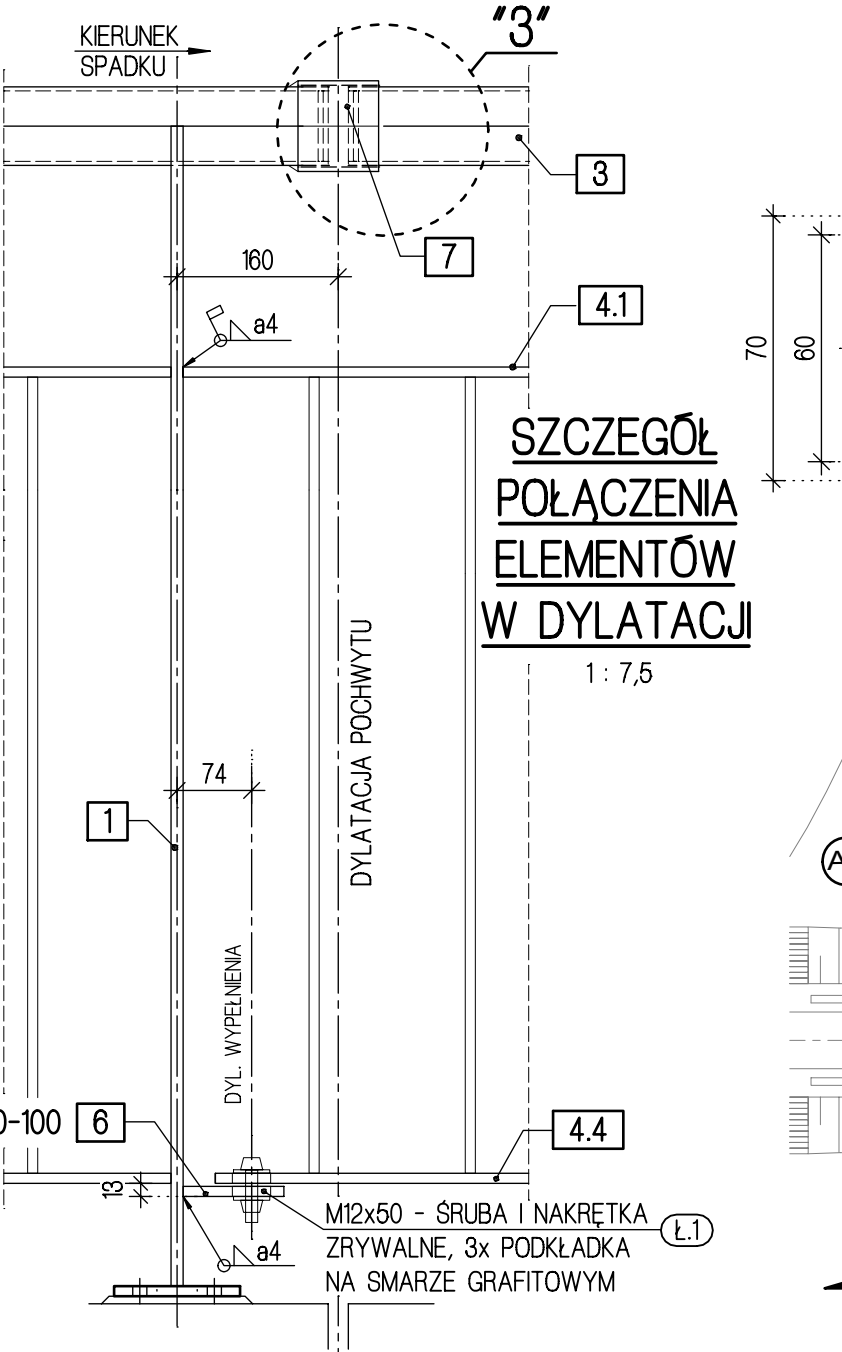 KIERUNEK
SPADKU
"3"
3
7
160
a4
4.1
70
60
SZCZEGÓŁ
POŁĄCZENIA
ELEMENTÓW
W DYLATACJI
1 : 7,5
DYLATACJA POCHWYTU
74
1
A
DYL. WYPEŁNIENIA
0-100
6
4.4
13
M12x50 - ŚRUBA I NAKRĘTKA
ZRYWALNE, 3x PODKŁADKA
NA SMARZE GRAFITOWYM
Ł.1
a4